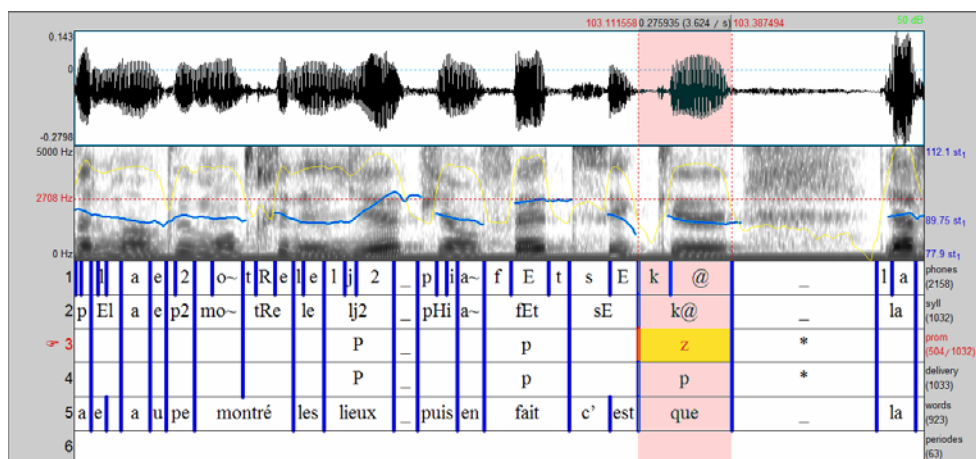 103.111558 0.275935 (3.624 / s) 103.387494 50 dB
0.143
0
-0.2798
5000 Hz 112.1 st1
2708 Hz 89.75 st1
0 Hz 77.9 st1
1 l a e 2 o~ t R e l e l j 2 _ p i a~ f E t s E k @ _ l a phones
(2158)
2 p El a e p2 mo~ tRe le lj2 _ pHi a~ fEt sE k@ _ la syll
(1032)
3 P _ p z * prom
(504/1032)
4 P _ p p * delivery
(1033)
5 a e a u pe montré les lieux _ puis en fait c' est que _ la words
(923)
6 periodes
(63)